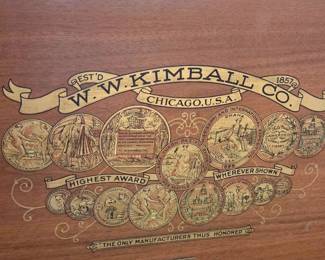 EST'D 1857
W. W. KIMBALL CO.
CHICAGO, U.S.A.
HIGHEST AWARD WHEREVER SHOWN
THE ONLY MANUFACTURERS THUS HONORED